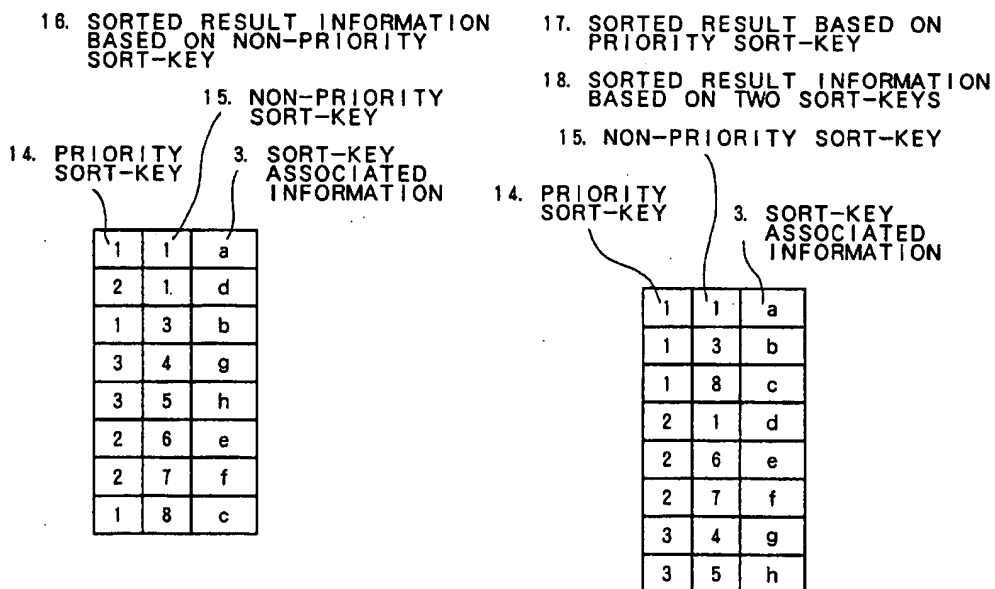 16. SORTED RESULT INFORMATION
BASED ON NON-PRIORITY
SORT-KEY
15. NON-PRIORITY
SORT-KEY
14. PRIORITY
SORT-KEY
3. SORT-KEY
ASSOCIATED
INFORMATION
1 1 a
2 1. d
1 3 b
3 4 g
3 5 h
2 6 e
2 7 f
1 8 c
17. SORTED RESULT BASED ON
PRIORITY SORT-KEY
18. SORTED RESULT INFORMATION
BASED ON TWO SORT-KEYS
15. NON-PRIORITY SORT-KEY
14. PRIORITY
SORT-KEY
3. SORT-KEY
ASSOCIATED
INFORMATION
1 1 a
1 3 b
1 8 c
2 1 d
2 6 e
2 7 f
3 4 g
3 5 h